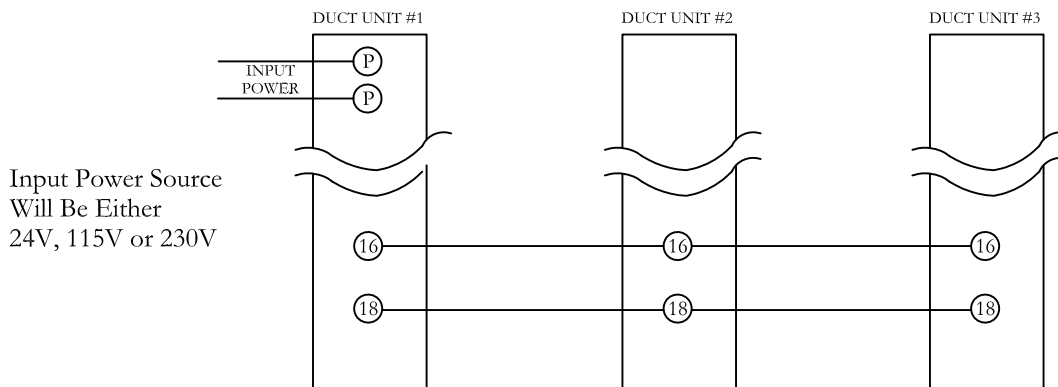 DUCT UNIT #1
DUCT UNIT #2
DUCT UNIT #3
P
INPUT
POWER
P
Input Power Source
Will Be Either
24V, 115V or 230V
16
16
16
18
18
18